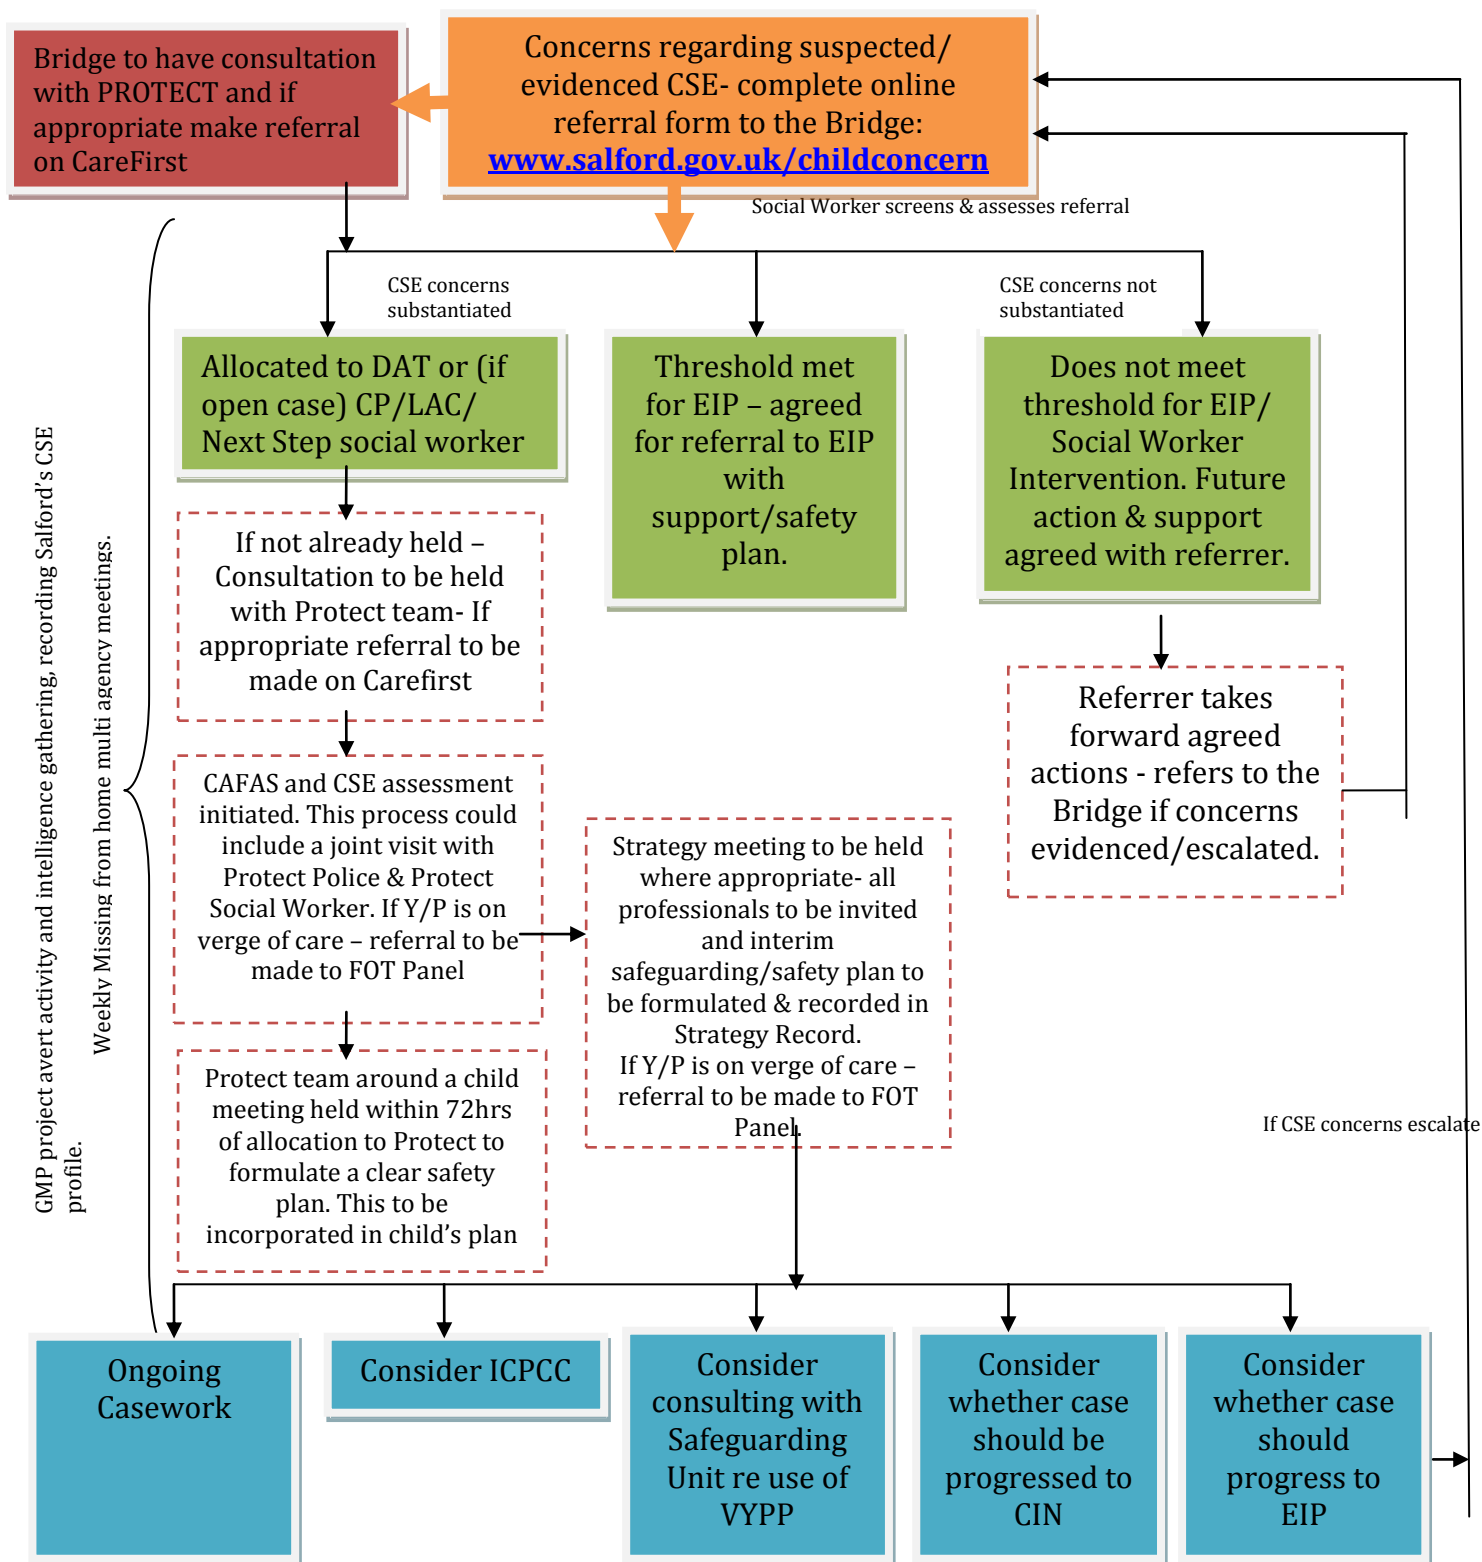 Bridge to have consultation
with PROTECT and if
appropriate make referral
on CareFirst
Concerns regarding suspected/
evidenced CSE- complete online
referral form to the Bridge:
www.salford.gov.uk/childconcern
Social Worker screens & assesses referral
CSE concerns
substantiated
CSE concerns not
substantiated
Allocated to DAT or (if
open case) CP/LAC/
Next Step social worker
Threshold met
for EIP – agreed
for referral to EIP
with
support/safety
plan.
Does not meet
threshold for EIP/
Social Worker
Intervention. Future
action & support
agreed with referrer.
If not already held –
Consultation to be held
with Protect team- If
appropriate referral to be
made on Carefirst
Referrer takes
forward agreed
actions - refers to the
Bridge if concerns
evidenced/escalated.
CAFAS and CSE assessment
initiated. This process could
include a joint visit with
Protect Police & Protect
Social Worker. If Y/P is on
verge of care – referral to be
made to FOT Panel
Strategy meeting to be held
where appropriate- all
professionals to be invited
and interim
safeguarding/safety plan to
be formulated & recorded in
Strategy Record.
If Y/P is on verge of care –
referral to be made to FOT
Panel.
Protect team around a child
meeting held within 72hrs
of allocation to Protect to
formulate a clear safety
plan. This to be
incorporated in child's plan
If CSE concerns escalate
GMP project avert activity and intelligence gathering, recording Salford's CSE
profile.
Weekly Missing from home multi agency meetings.
Ongoing
Casework
Consider ICPCC
Consider
consulting with
Safeguarding
Unit re use of
VYPP
Consider
whether case
should be
progressed to
CIN
Consider
whether case
should
progress to
EIP